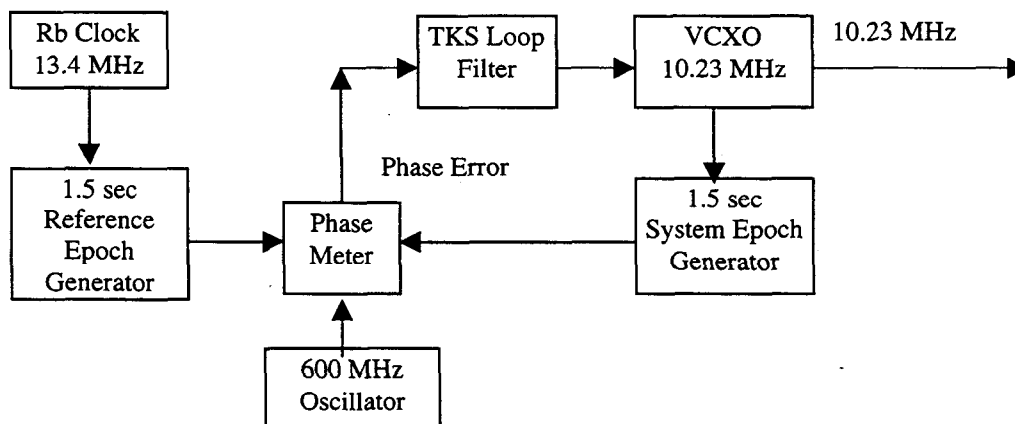 Rb Clock
13.4 MHz
TKS Loop
Filter
VCXO
10.23 MHz
10.23 MHz
Phase Error
1.5 sec
Reference
Epoch
Generator
Phase
Meter
1.5 sec
System Epoch
Generator
600 MHz
Oscillator